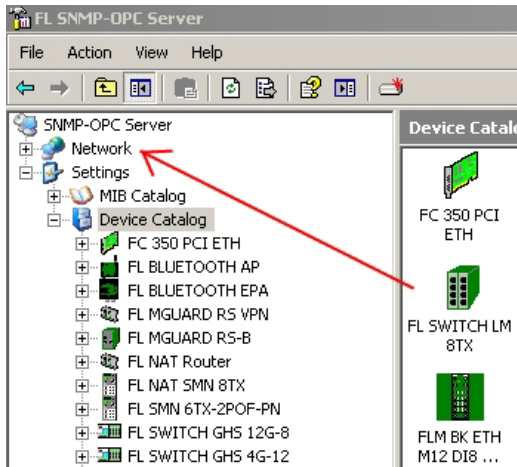 FL SNMP-OPC Server
File Action View Help
SNMP-OPC Server
Network
Settings
MIB Catalog
Device Catalog
FC 350 PCI ETH
FL BLUETOOTH AP
FL BLUETOOTH EPA
FL MGUARD RS VPN
FL MGUARD RS-B
FL NAT Router
FL NAT SMN 8TX
FL SMN 6TX-2POF-PN
FL SWITCH GHS 12G-8
FL SWITCH GHS 4G-12
Device Catalo
FC 350 PCI
ETH
FL SWITCH LM
8TX
FLM BK ETH
M12 DI8 ...